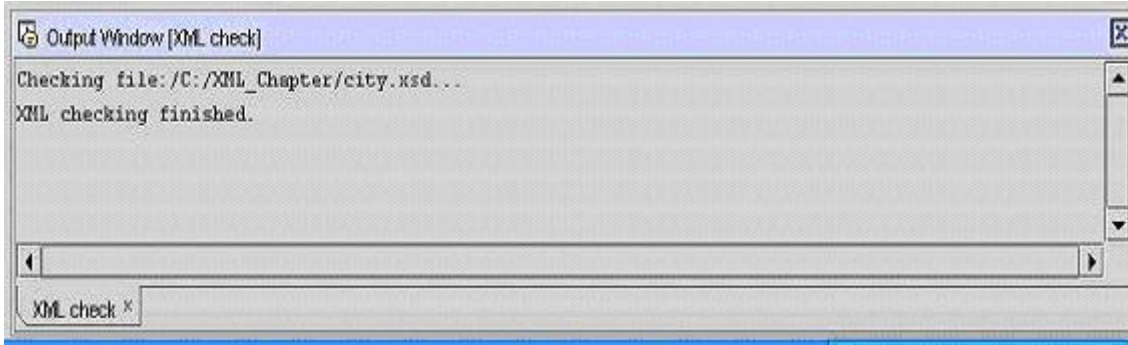 Output Window [XML check]
Checking file:/C:/XML_Chapter/city.xsd...
XML checking finished.
XML check ×